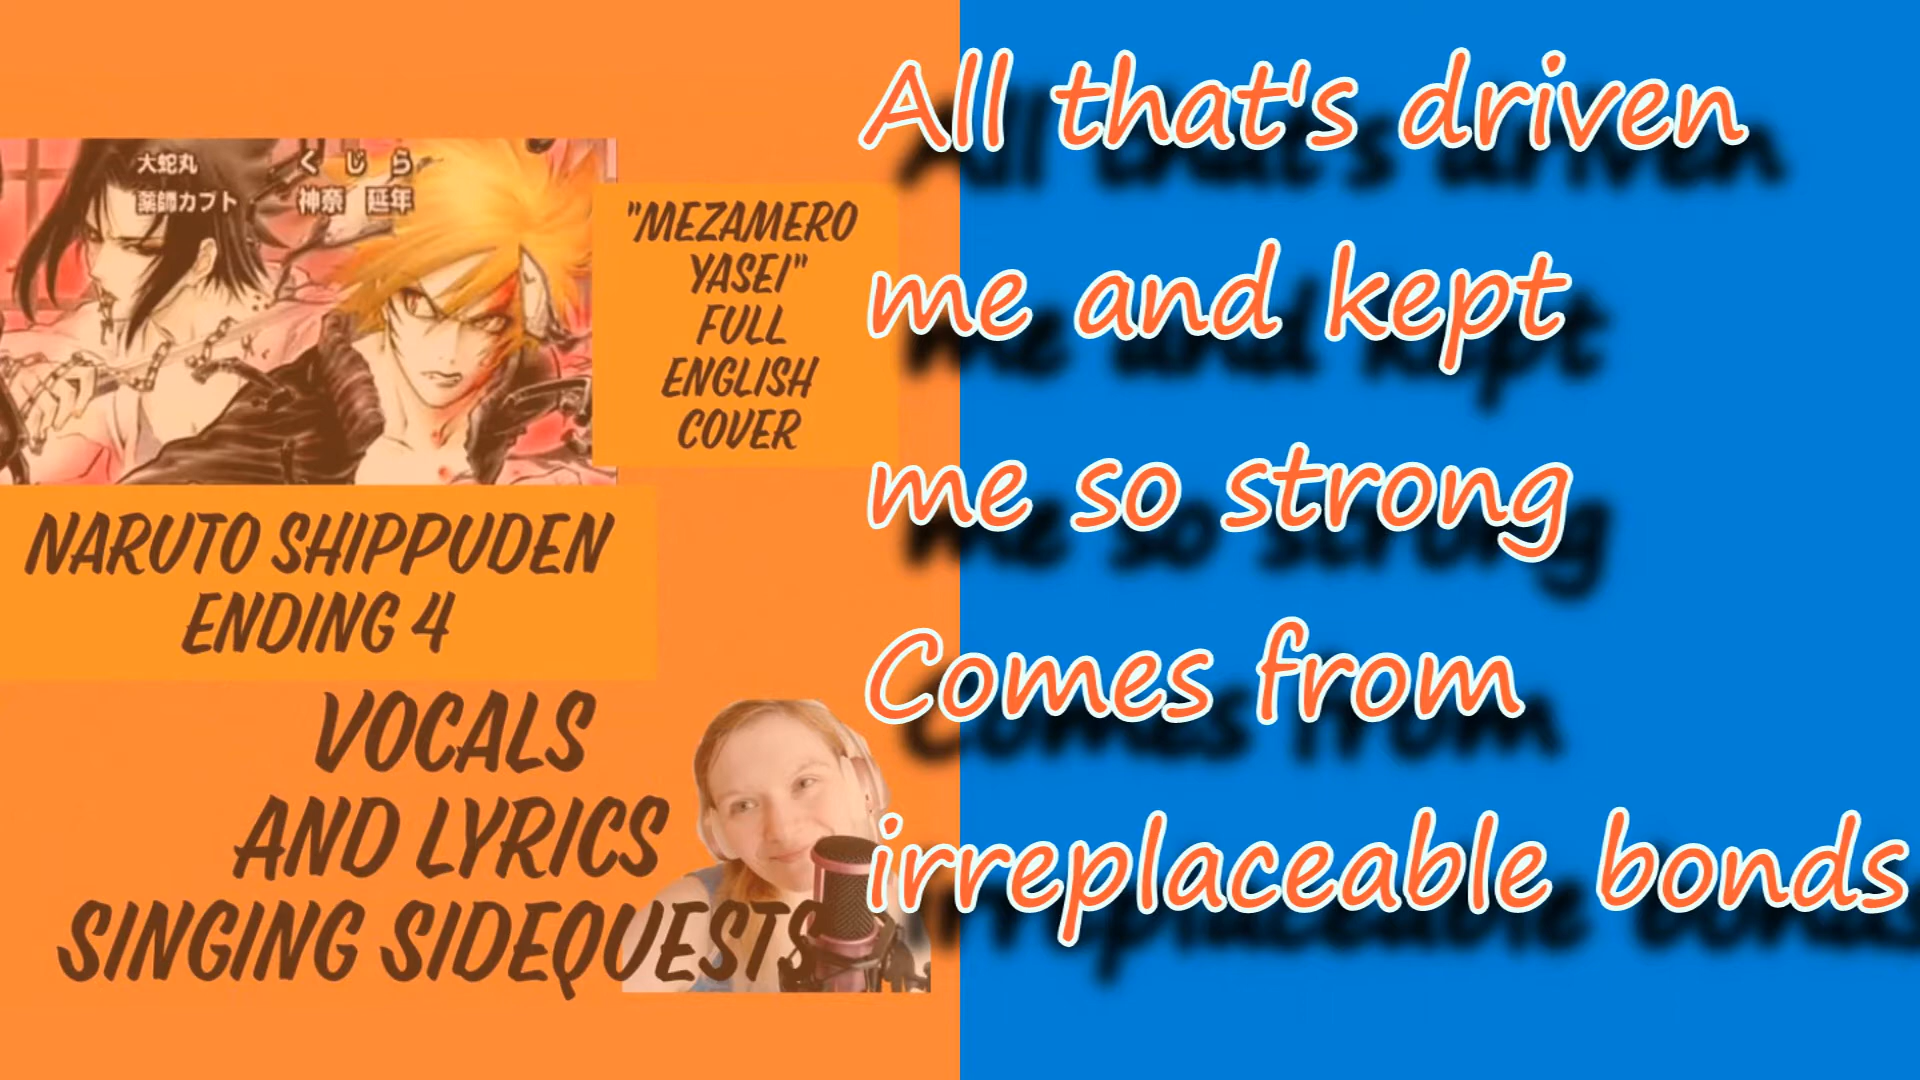 大蛇丸 くじら
薬師カブト 神奈 延年
"MEZAMERO
YASEI"
FULL
ENGLISH
COVER
NARUTO SHIPPUDEN
ENDING 4
VOCALS
AND LYRICS
SINGING SIDEQUESTS
All that's driven
me and kept
me so strong
Comes from
irreplaceable bonds